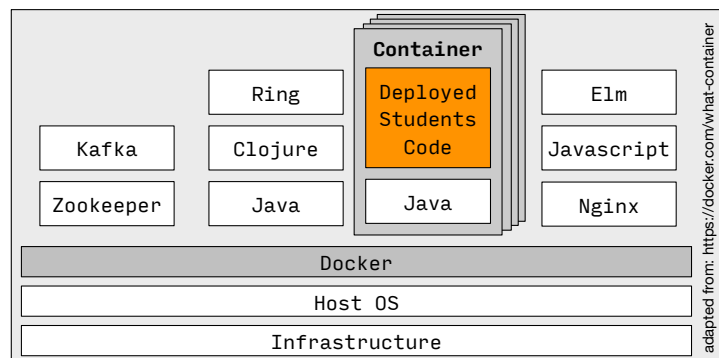 Container
Ring
Deployed
Students
Code
Elm
Kafka
Clojure
Javascript
Zookeeper
Java
Java
Nginx
Docker
Host OS
Infrastructure
adapted from: https://docker.com/what-container